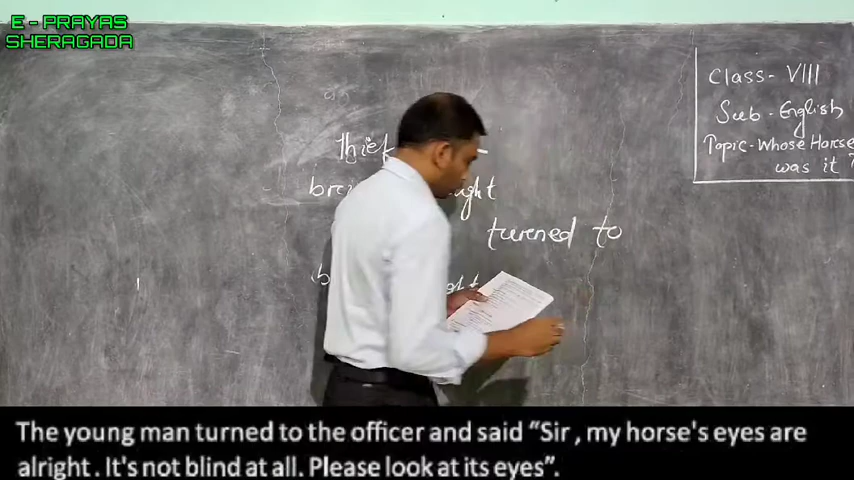 E - PRAYAS
SHERAGADA
Class- VIII
Sub- English
Topic- Whose Horse
was it ?
Thief
turned to
The young man turned to the officer and said “Sir , my horse's eyes are
alright . It's not blind at all. Please look at its eyes”.